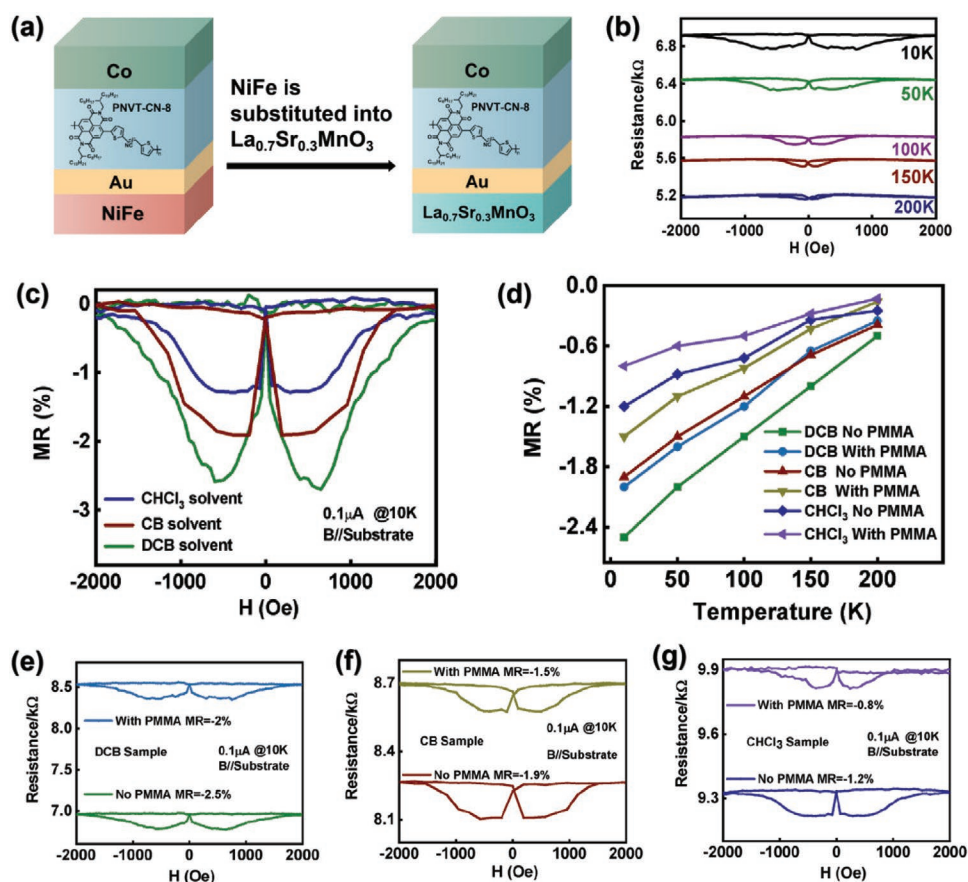 (a)
Co
PNVT-CN-8
Au
NiFe
NiFe is
substituted into
La0.7Sr0.3MnO3
Co
PNVT-CN-8
Au
La0.7Sr0.3MnO3
(b)
Resistance/kΩ
6.8
6.4
6.0
5.6
5.2
10K
50K
100K
150K
200K
-2000 -1000 0 1000 2000
H (Oe)
(c)
MR (%)
0
-1
-2
-3
CHCl3 solvent
CB solvent
DCB solvent
0.1μA @10K
B//Substrate
-2000 -1000 0 1000 2000
H (Oe)
(d)
MR (%)
0.0
-0.6
-1.2
-1.8
-2.4
DCB No PMMA
DCB With PMMA
CB No PMMA
CB With PMMA
CHCl3 No PMMA
CHCl3 With PMMA
0 50 100 150 200
Temperature (K)
(e)
Resistance/kΩ
8.5
8.0
7.5
7.0
With PMMA MR=-2%
DCB Sample
0.1μA @10K
B//Substrate
No PMMA MR=-2.5%
-2000 -1000 0 1000 2000
H (Oe)
(f)
Resistance/kΩ
8.7
8.4
8.1
With PMMA MR=-1.5%
CB Sample
0.1μA @10K
B//Substrate
No PMMA MR=-1.9%
-2000 -1000 0 1000 2000
H (Oe)
(g)
Resistance/kΩ
9.9
9.6
9.3
With PMMA MR=-0.8%
CHCl3 Sample
0.1μA @10K
B//Substrate
No PMMA MR=-1.2%
-2000 -1000 0 1000 2000
H (Oe)